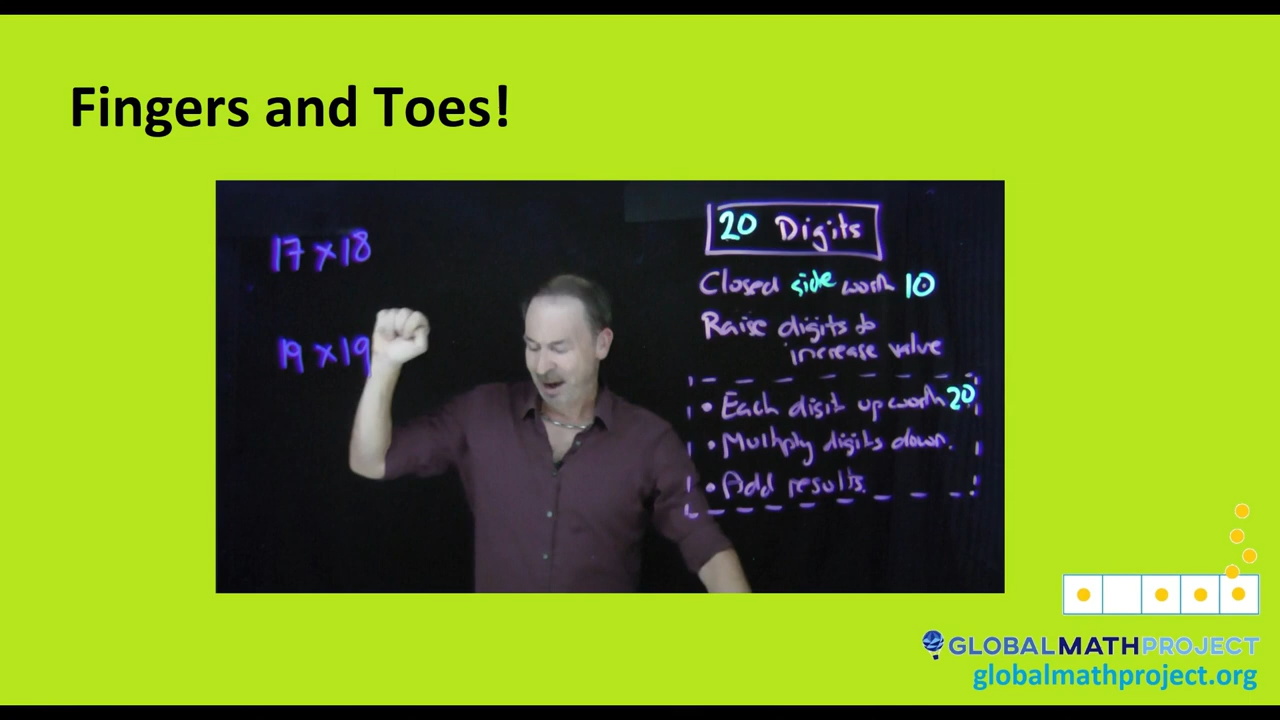 Fingers and Toes!
17 x 18
19 x 19
20 Digits
Closed side worth 10
Raise digits to
increase value
• Each digit up worth 20
• Multiply digits down.
• Add results.
GLOBALMATHPROJECT
globalmathproject.org